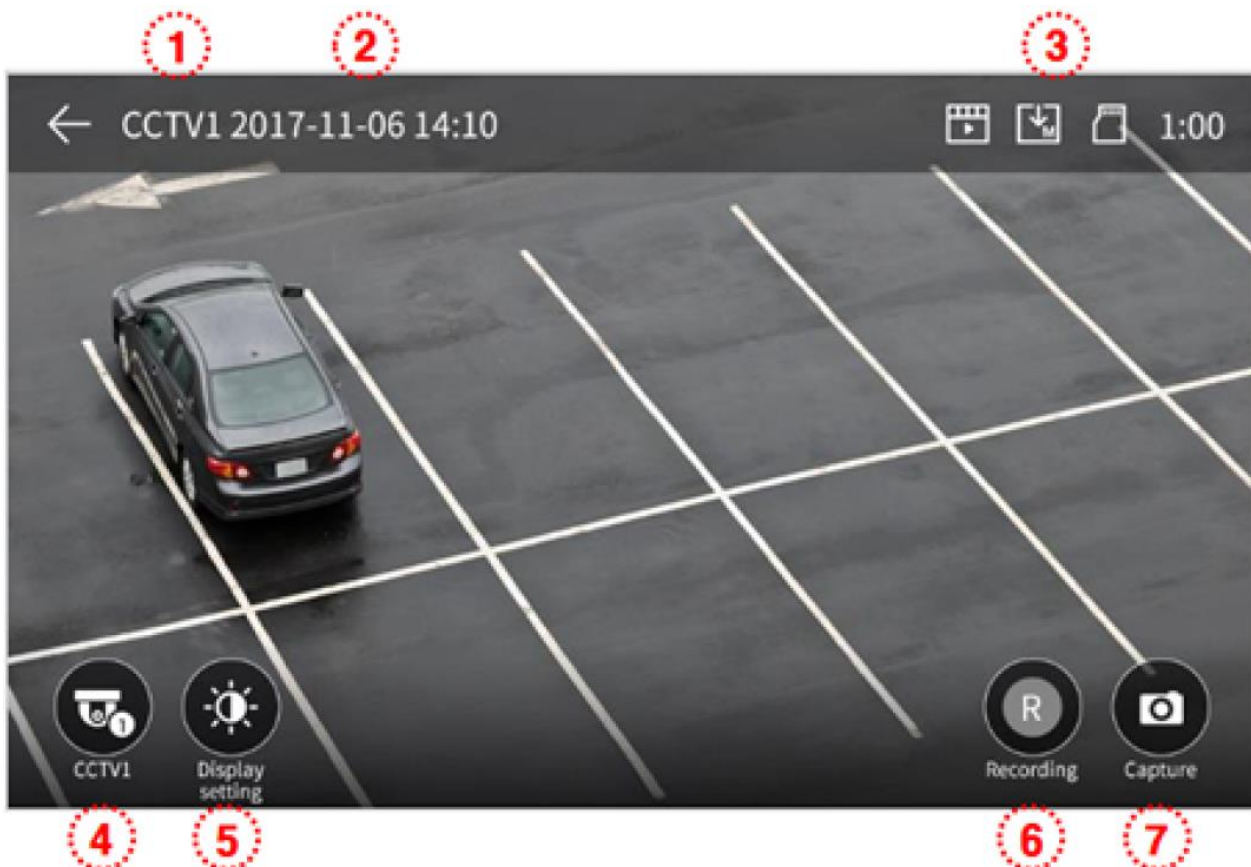 1 2 3
CCTV1 2017-11-06 14:10 1:00
CCTV1
Display
setting
R
Recording
Capture
4 5 6 7